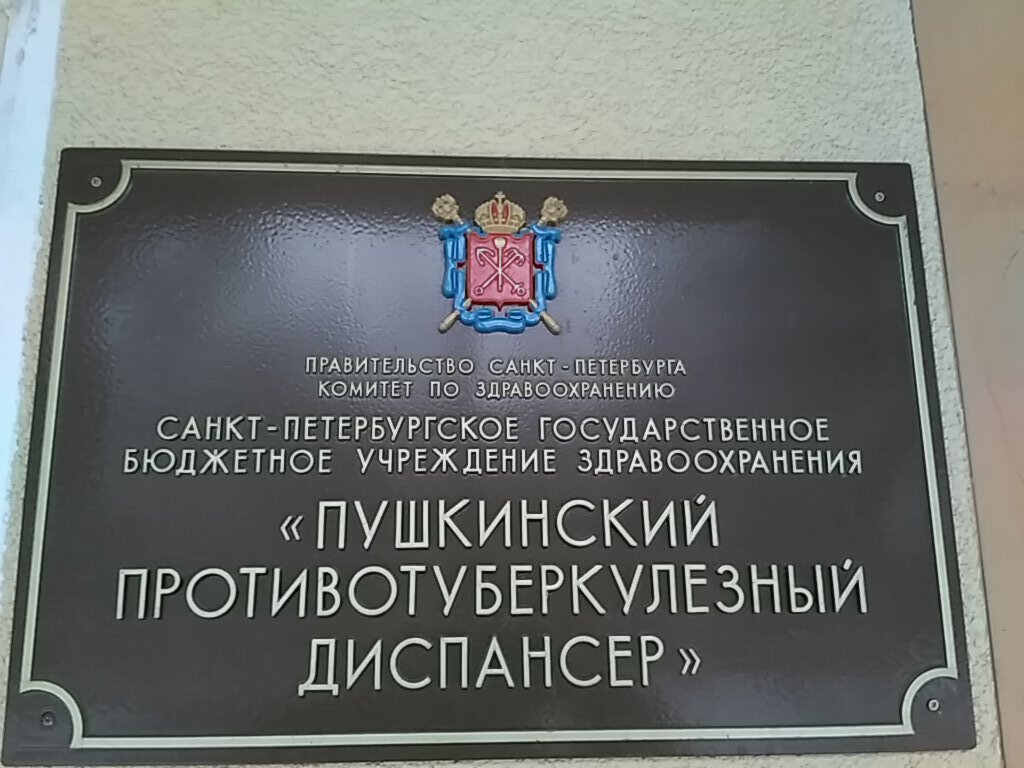 ПРАВИТЕЛЬСТВО САНКТ-ПЕТЕРБУРГА
КОМИТЕТ ПО ЗДРАВООХРАНЕНИЮ
САНКТ-ПЕТЕРБУРГСКОЕ ГОСУДАРСТВЕННОЕ
БЮДЖЕТНОЕ УЧРЕЖДЕНИЕ ЗДРАВООХРАНЕНИЯ
«ПУШКИНСКИЙ
ПРОТИВОТУБЕРКУЛЕЗНЫЙ
ДИСПАНСЕР»